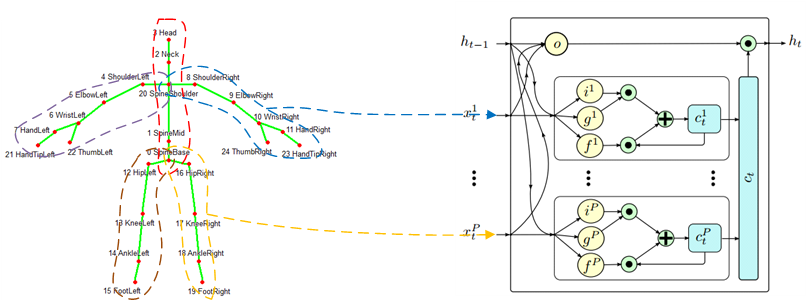 3 Head
2 Neck
4 ShoulderLeft
8 ShoulderRight
20 SpineShoulder
5 ElbowLeft
9 ElbowRight
6 WristLeft
10 WristRight
7 HandLeft
11 HandRight
1 SpineMid
21 HandTipLeft
22 ThumbLeft
24 ThumbRight
23 HandTipRight
0 SpineBase
12 HipLeft
16 HipRight
13 KneeLeft
17 KneeRight
14 AnkleLeft
18 AnkleRight
15 FootLeft
19 FootRight
h_{t-1}
o
h_t
x_t^1
i^1
g^1
f^1
c_t^1
c_t
x_t^P
i^P
g^P
f^P
c_t^P